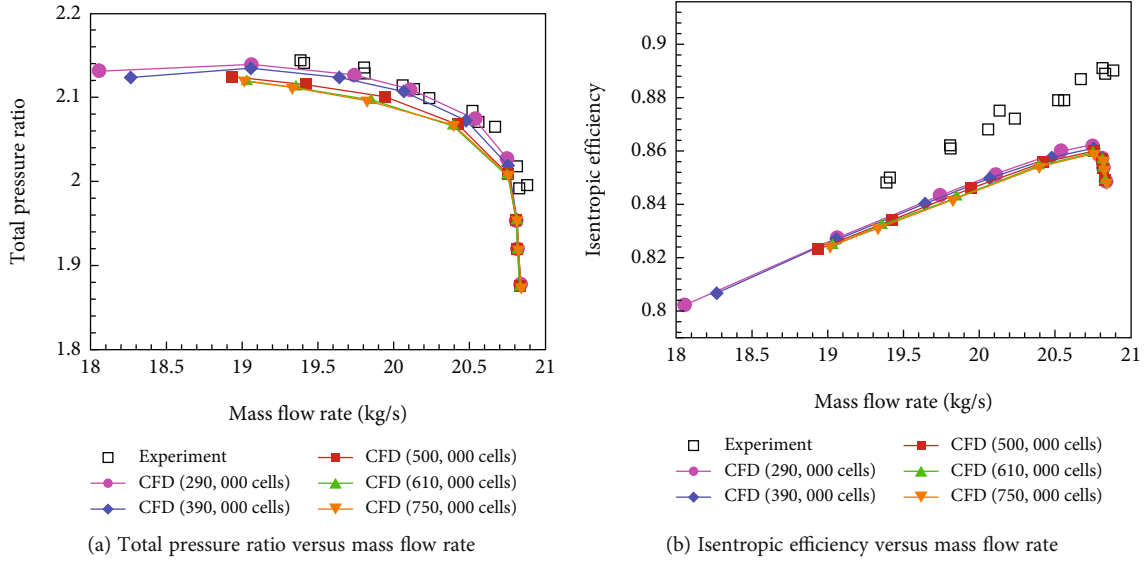 2.2
2.1
2
1.9
1.8
Total pressure ratio
18
18.5
19
19.5
20
20.5
21
Mass flow rate (kg/s)
Experiment
CFD (290, 000 cells)
CFD (390, 000 cells)
CFD (500, 000 cells)
CFD (610, 000 cells)
CFD (750, 000 cells)
(a) Total pressure ratio versus mass flow rate
0.9
0.88
0.86
0.84
0.82
0.8
Isentropic efficiency
18
18.5
19
19.5
20
20.5
21
Mass flow rate (kg/s)
Experiment
CFD (290, 000 cells)
CFD (390, 000 cells)
CFD (500, 000 cells)
CFD (610, 000 cells)
CFD (750, 000 cells)
(b) Isentropic efficiency versus mass flow rate